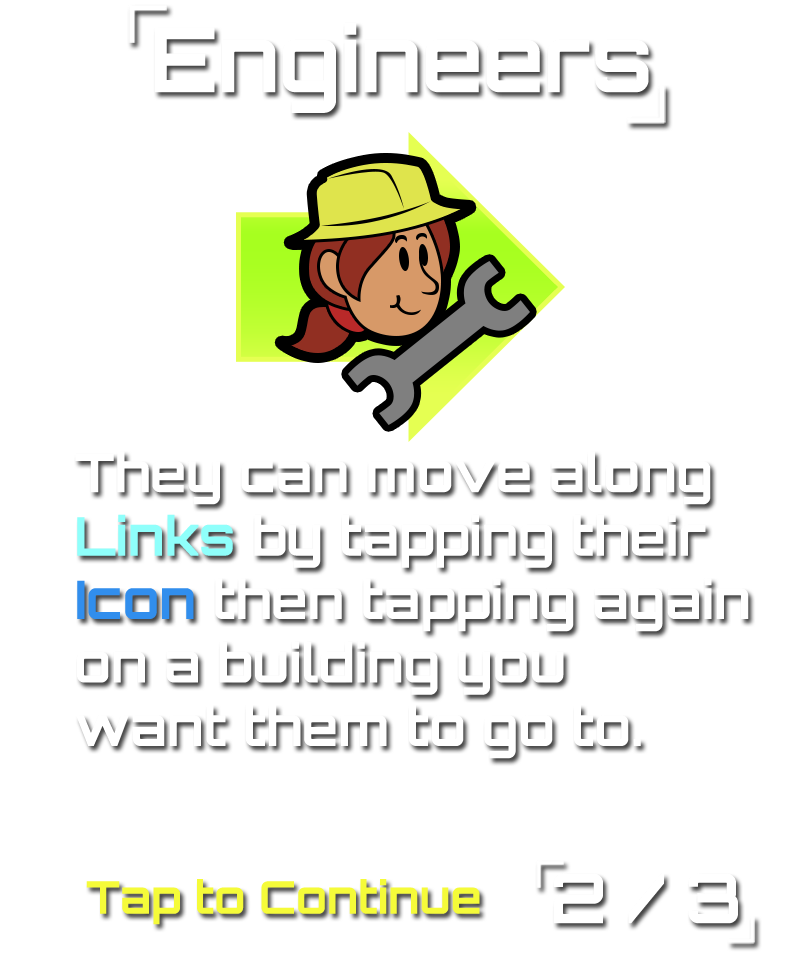 Engineers
They can move along
Links by tapping their
Icon then tapping again
on a building you
want them to go to.
Tap to Continue
2 / 3